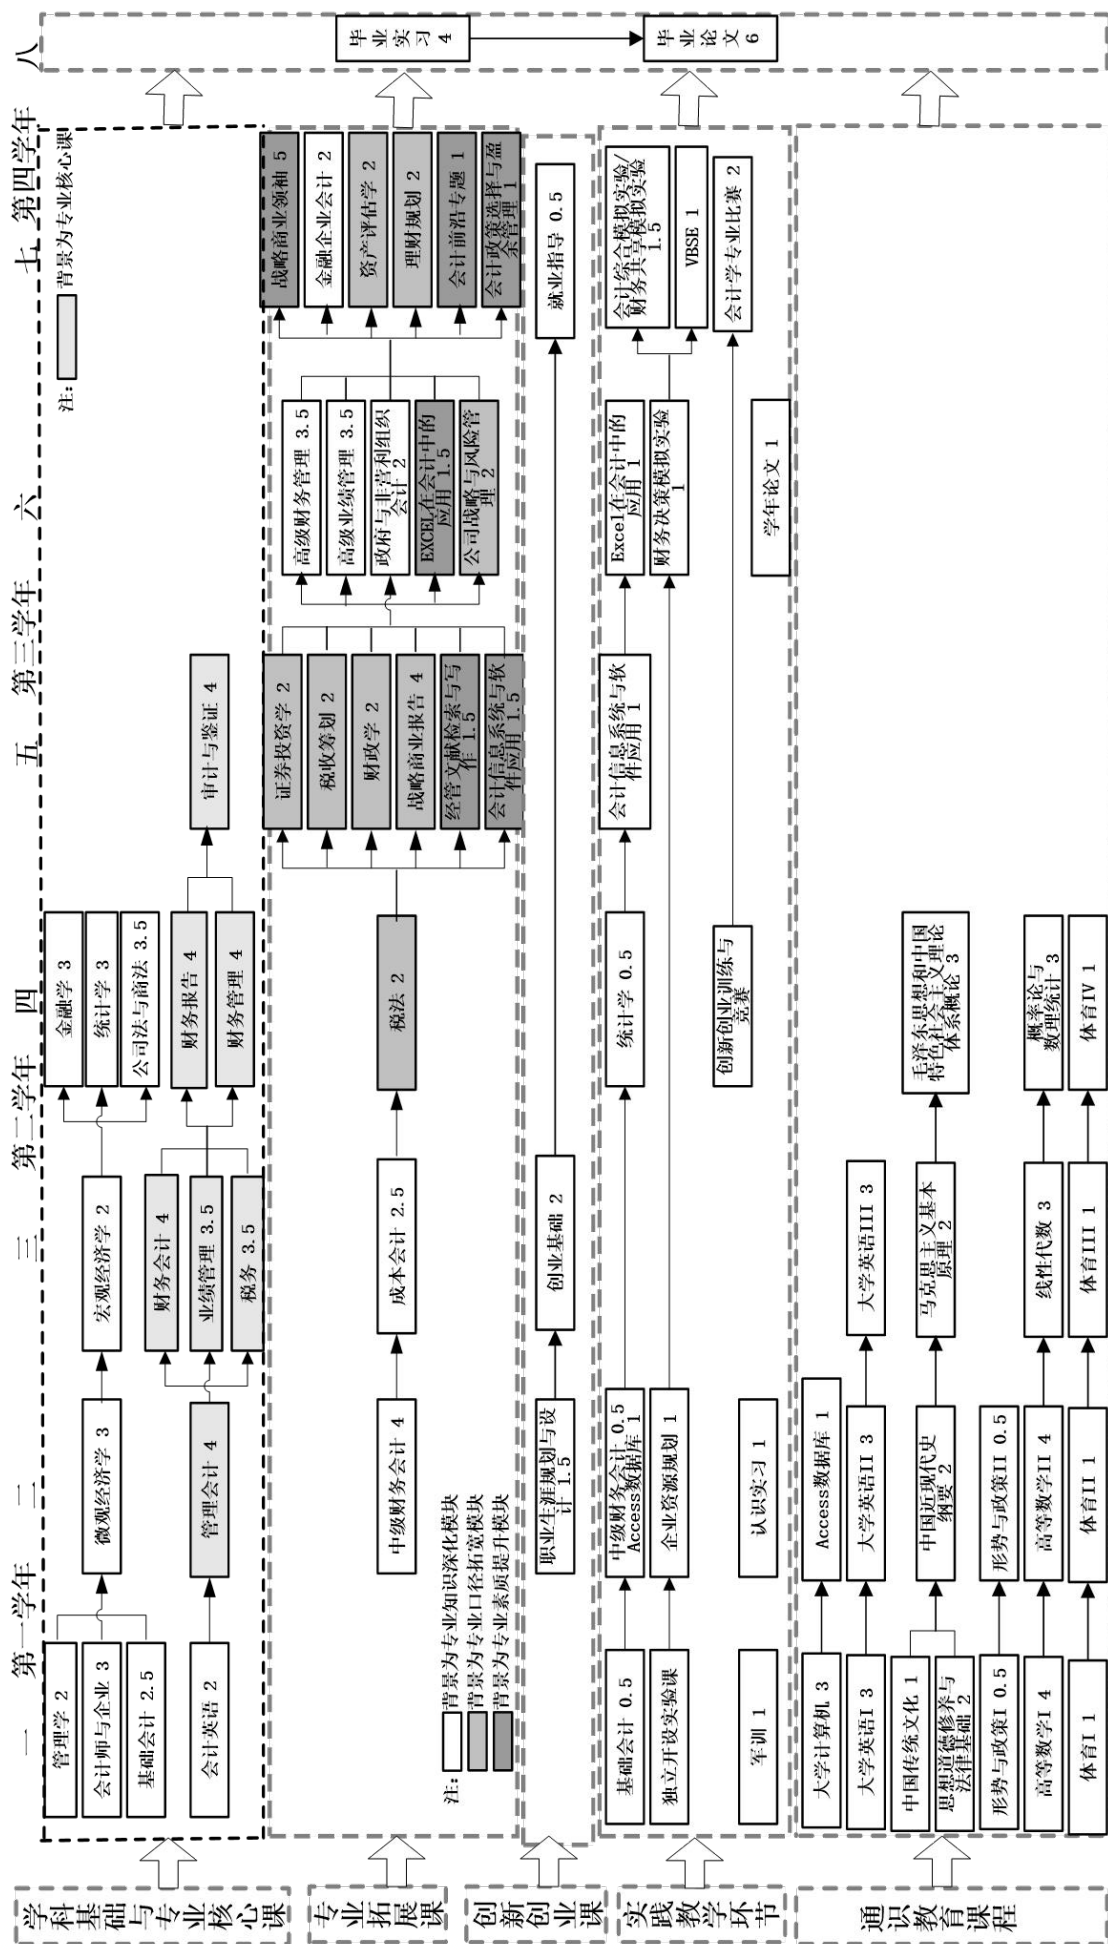 第一学年
第二学年
第三学年
第四学年
一
二
三
四
五
六
七
八
学科基础与专业核心课
注:
背景为专业核心课
管理学 2
会计师与企业 3
基础会计 2.5
会计英语 2
微观经济学 3
管理会计 4
宏观经济学 2
财务会计 4
业绩管理 3.5
税务 3.5
金融学 3
统计学 3
公司法与商法 3.5
财务报告 4
财务管理 4
审计与鉴证 4
专业拓展课
注:
背景为专业知识深化模块
背景为专业口径拓宽模块
背景为专业素质提升模块
中级财务会计 4
成本会计 2.5
税法 2
证券投资学 2
税收筹划 2
财政学 2
战略商业报告 4
经管文献检索与写
作 1.5
会计信息系统与软
件应用 1.5
高级财务管理 3.5
高级业绩管理 3.5
政府与非营利组织
会计 2
EXCEL在会计中的
应用 1.5
公司战略与风险管
理 2
战略商业领袖 5
金融企业会计 2
资产评估学 2
理财规划 2
会计前沿专题 1
会计政策选择与盈
余管理 1
创新创业课
职业生涯规划与设
计 1.5
创业基础 2
就业指导 0.5
实践教学环节
基础会计 0.5
独立开设实验课
军训 1
中级财务会计 0.5
Access数据库 1
企业资源规划 1
认识实习 1
统计学 0.5
创新创业训练与
竞赛
会计信息系统与软
件应用 1
Excel在会计中的
应用 1
财务决策模拟实验
1
学年论文 1
会计综合模拟实验/
财务共享模拟实验
1.5
VBSE 1
会计学专业比赛 2
通识教育课程
大学计算机 3
大学英语I 3
中国传统文化 1
思想道德修养与
法律基础 2
形势与政策I 0.5
高等数学I 4
体育I 1
Access数据库 1
大学英语II 3
中国近现代史
纲要 2
形势与政策II 0.5
高等数学II 4
体育II 1
大学英语III 3
马克思主义基本
原理 2
线性代数 3
体育III 1
毛泽东思想和中国
特色社会主义理论
体系概论 3
概率论与
数理统计 3
体育IV 1
毕业
实习
4
毕业
论文
6